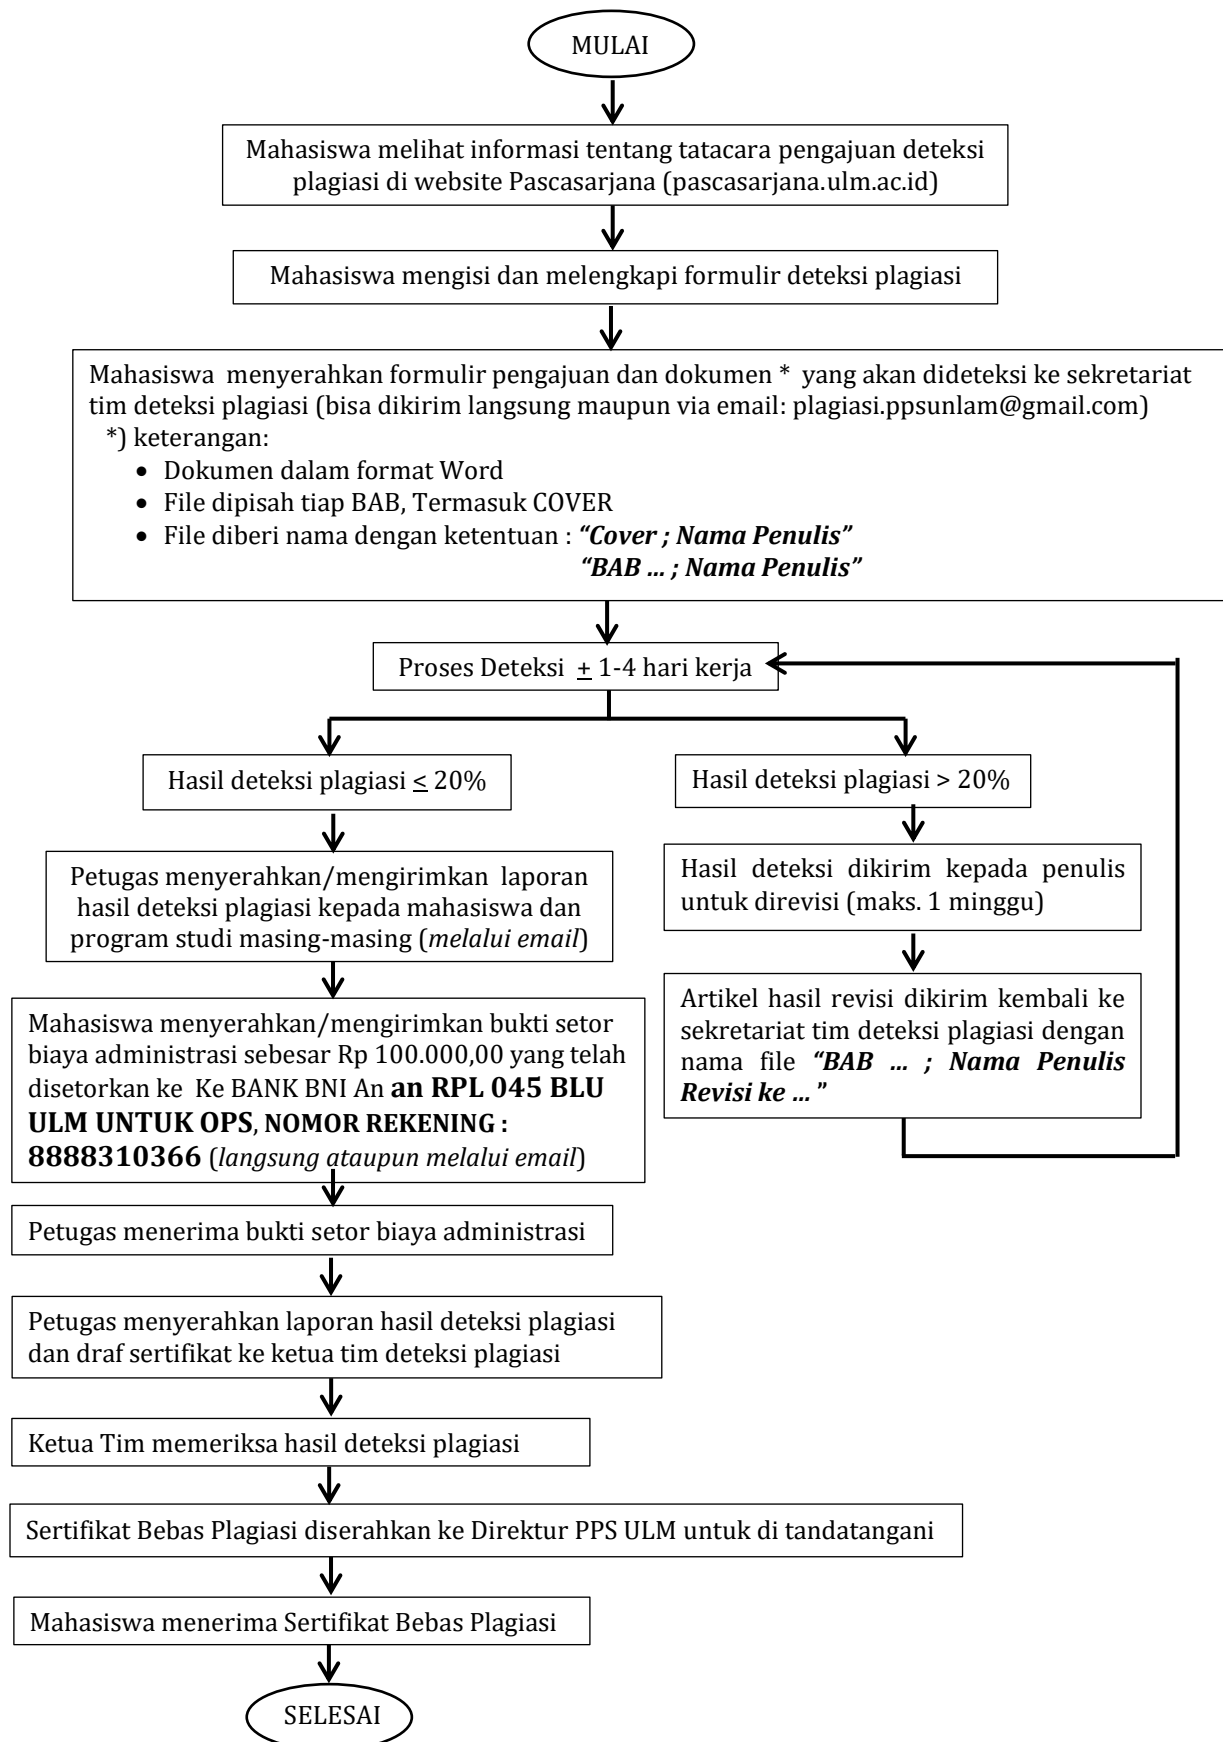 MULAI
Mahasiswa melihat informasi tentang tatacara pengajuan deteksi
plagiasi di website Pascasarjana (pascasarjana.ulm.ac.id)
Mahasiswa mengisi dan melengkapi formulir deteksi plagiasi
Mahasiswa menyerahkan formulir pengajuan dan dokumen * yang akan dideteksi ke sekretariat
tim deteksi plagiasi (bisa dikirim langsung maupun via email: plagiasi.ppsunlam@gmail.com)
*) keterangan:
• Dokumen dalam format Word
• File dipisah tiap BAB, Termasuk COVER
• File diberi nama dengan ketentuan : “Cover ; Nama Penulis”
“BAB ... ; Nama Penulis”
Proses Deteksi ± 1-4 hari kerja
Hasil deteksi plagiasi ≤ 20%
Petugas menyerahkan/mengirimkan laporan
hasil deteksi plagiasi kepada mahasiswa dan
program studi masing-masing (melalui email)
Mahasiswa menyerahkan/mengirimkan bukti setor
biaya administrasi sebesar Rp 100.000,00 yang telah
disetorkan ke Ke BANK BNI An an RPL 045 BLU
ULM UNTUK OPS, NOMOR REKENING :
8888310366 (langsung ataupun melalui email)
Petugas menerima bukti setor biaya administrasi
Petugas menyerahkan laporan hasil deteksi plagiasi
dan draf sertifikat ke ketua tim deteksi plagiasi
Ketua Tim memeriksa hasil deteksi plagiasi
Sertifikat Bebas Plagiasi diserahkan ke Direktur PPS ULM untuk di tandatangani
Mahasiswa menerima Sertifikat Bebas Plagiasi
SELESAI
Hasil deteksi plagiasi > 20%
Hasil deteksi dikirim kepada penulis
untuk direvisi (maks. 1 minggu)
Artikel hasil revisi dikirim kembali ke
sekretariat tim deteksi plagiasi dengan
nama file “BAB ... ; Nama Penulis
Revisi ke ... ”